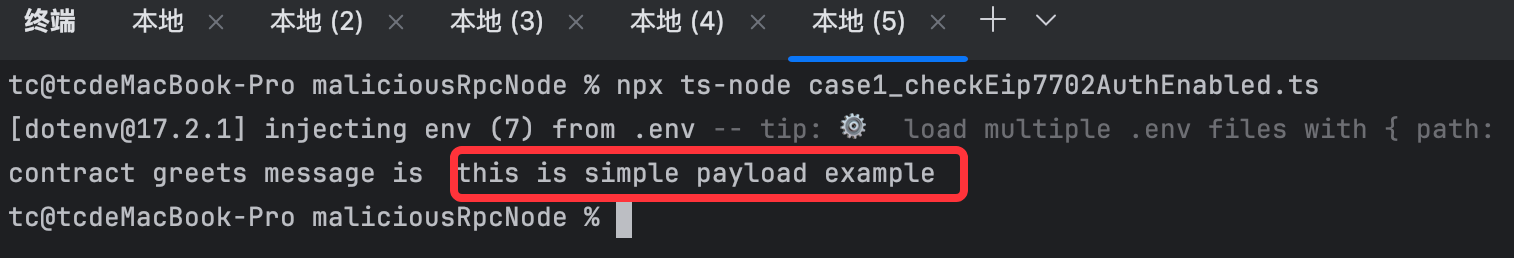 终端 本地 × 本地 (2) × 本地 (3) × 本地 (4) × 本地 (5) ×
tc@tcdeMacBook-Pro maliciousRpcNode % npx ts-node case1_checkEip7702AuthEnabled.ts
[dotenv@17.2.1] injecting env (7) from .env -- tip: ⚙️ load multiple .env files with { path:
contract greets message is this is simple payload example
tc@tcdeMacBook-Pro maliciousRpcNode %